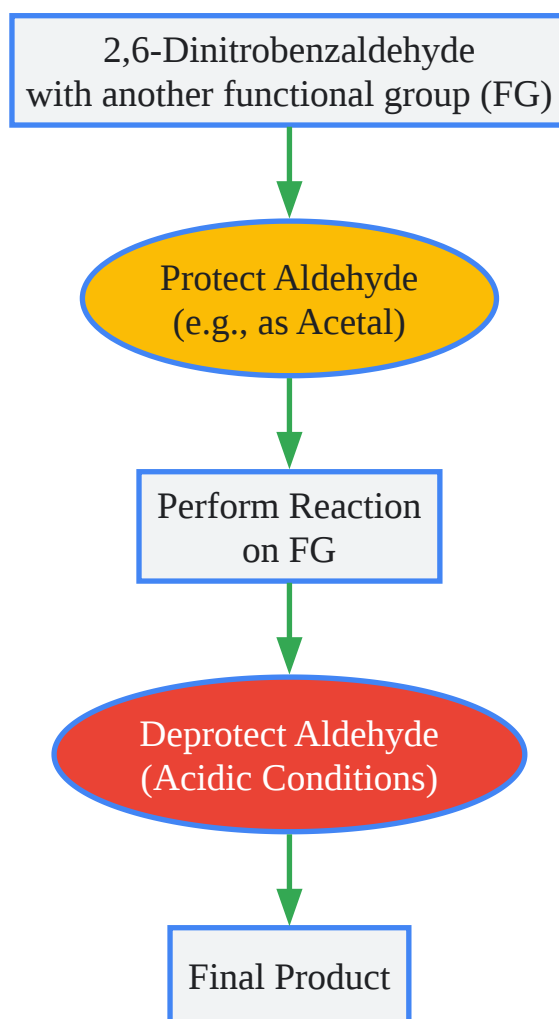 2,6-Dinitrobenzaldehyde
with another functional group (FG)
Protect Aldehyde
(e.g., as Acetal)
Perform Reaction
on FG
Deprotect Aldehyde
(Acidic Conditions)
Final Product